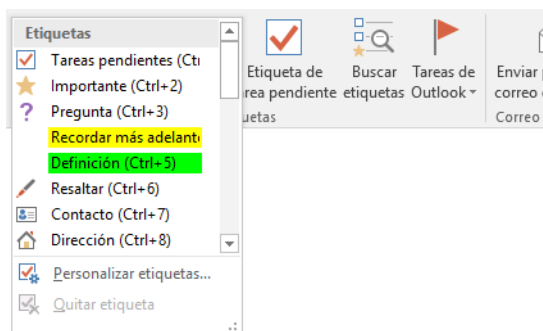 Etiquetas
Tareas pendientes (Ctr
Importante (Ctrl+2)
Pregunta (Ctrl+3)
Recordar más adelant
Definición (Ctrl+5)
Resaltar (Ctrl+6)
Contacto (Ctrl+7)
Dirección (Ctrl+8)
Personalizar etiquetas...
Quitar etiqueta
Etiqueta de
rea pendiente
Buscar
etiquetas
Tareas de
Outlook
uetas
Enviar
correo
Correo